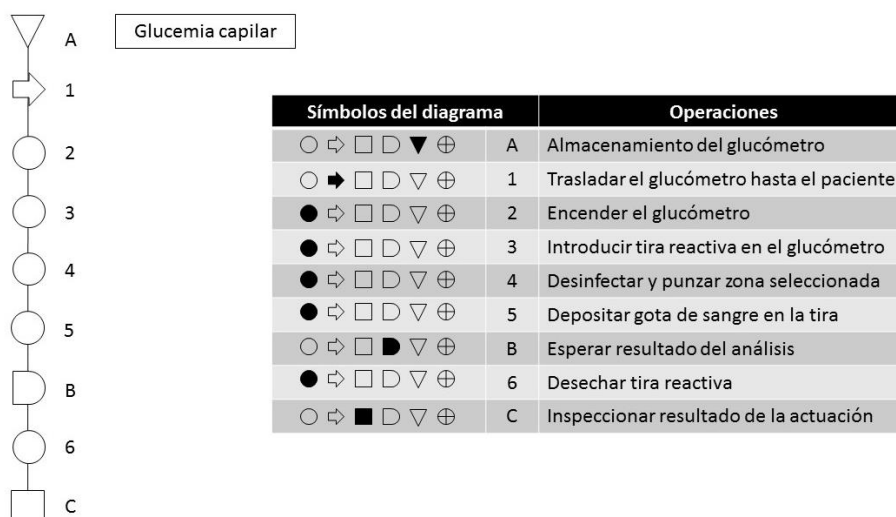 A
Glucemia capilar
1
2
3
4
5
B
6
C
Símbolos del diagrama Operaciones
A Almacenamiento del glucómetro
1 Trasladar el glucómetro hasta el paciente
2 Encender el glucómetro
3 Introducir tira reactiva en el glucómetro
4 Desinfectar y punzar zona seleccionada
5 Depositar gota de sangre en la tira
B Esperar resultado del análisis
6 Desechar tira reactiva
C Inspeccionar resultado de la actuación